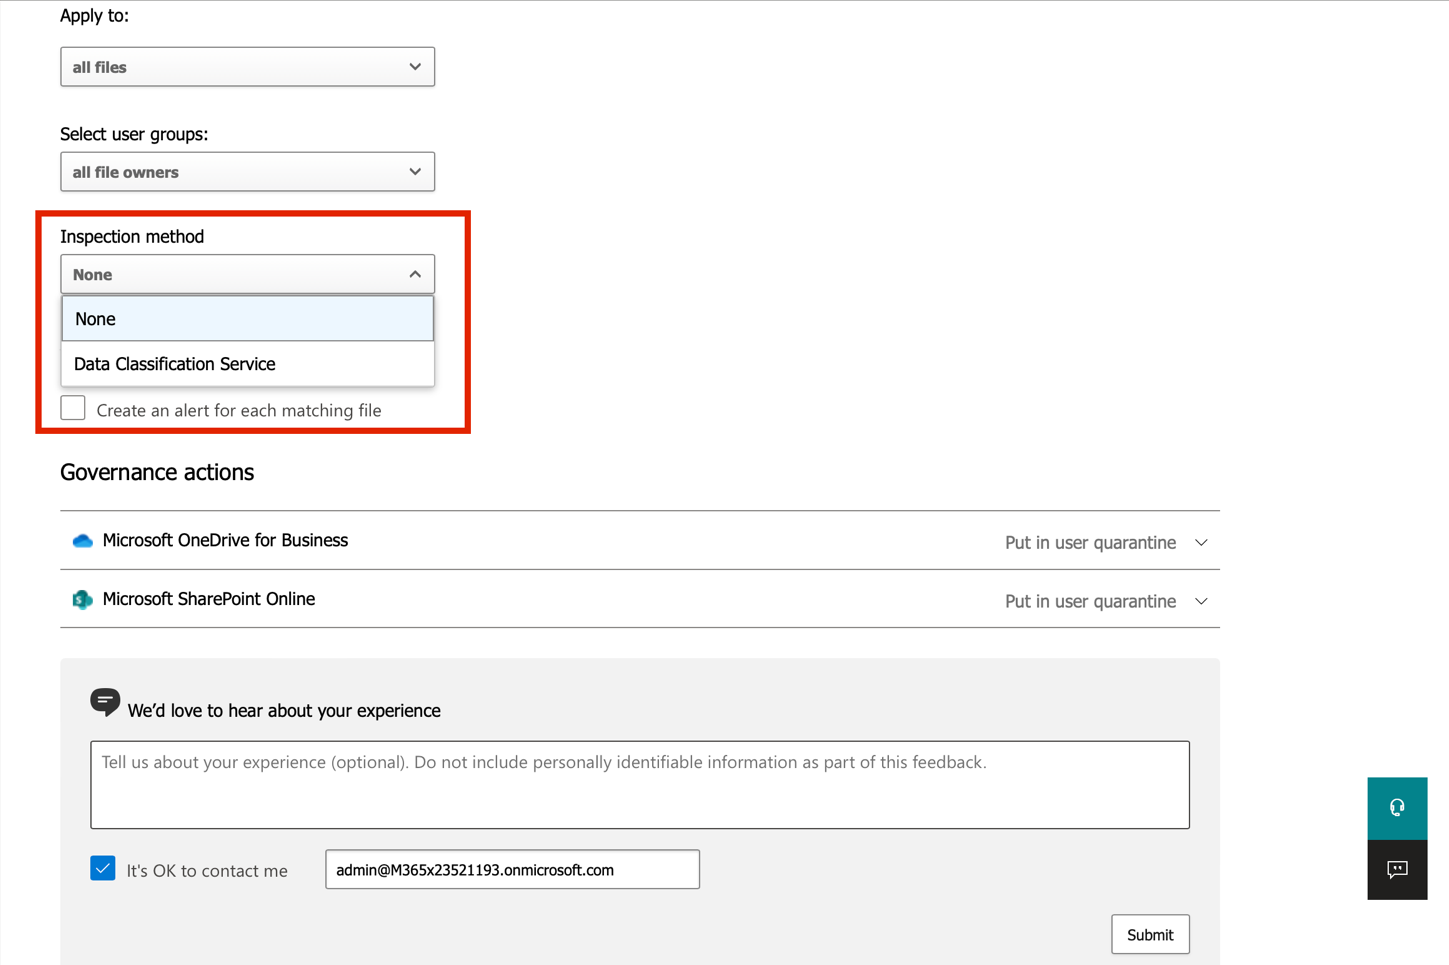 Apply to:
all files
Select user groups:
all file owners
Inspection method
None
None
Data Classification Service
Create an alert for each matching file
Governance actions
Microsoft OneDrive for Business
Put in user quarantine
Microsoft SharePoint Online
Put in user quarantine
We’d love to hear about your experience
Tell us about your experience (optional). Do not include personally identifiable information as part of this feedback.
It's OK to contact me
admin@M365x23521193.onmicrosoft.com
Submit